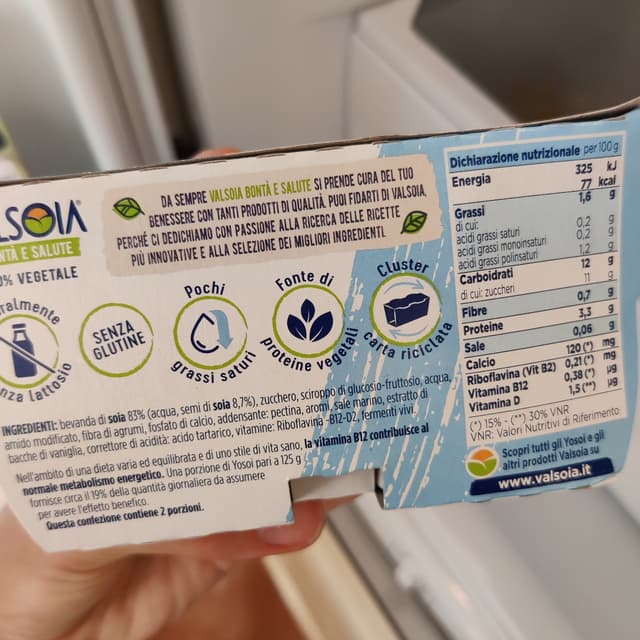 DA SEMPRE VALSOIA BONTÀ E SALUTE SI PRENDE CURA DEL TUO
BENESSERE CON TANTI PRODOTTI DI QUALITÀ. PUOI FIDARTI DI VALSOIA,
PERCHÉ CI DEDICHIAMO CON PASSIONE ALLA RICERCA DELLE RICETTE
PIÙ INNOVATIVE E ALLA SELEZIONE DEI MIGLIORI INGREDIENTI.
LSOIA®
NTÀ E SALUTE
0% VEGETALE
ralmente
nza lattosio
SENZA
GLUTINE
Pochi
grassi saturi
Fonte di
proteine vegetali
Cluster
carta riciclata
INGREDIENTI: bevanda di soia 83% (acqua, semi di soia 8,7%), zucchero, sciroppo di glucosio-fruttosio, acqua,
amido modificato, fibra di agrumi, fosfato di calcio, addensante: pectina, aromi, sale marino, estratto di
bacche di vaniglia, correttore di acidità: acido tartarico, vitamine: Riboflavina -B12-D2, fermenti vivi.
Nell'ambito di una dieta varia ed equilibrata e di uno stile di vita sano, la vitamina B12 contribuisce al
normale metabolismo energetico. Una porzione di Yosoi pari a 125 g
fornisce circa il 19% della quantità giornaliera da assumere
per avere l'effetto benefico.
Questa confezione contiene 2 porzioni.
Dichiarazione nutrizionale per 100 g
Energia 325 kJ
77 kcal
Grassi 1,6 g
di cui:
acidi grassi saturi 0,2 g
acidi grassi monoinsaturi 0,2 g
acidi grassi polinsaturi 1,2 g
Carboidrati 12 g
di cui: zuccheri 11 g
Fibre 0,7 g
Proteine 3,3 g
Sale 0,06 g
Calcio 120 (*) mg
Riboflavina (Vit B2) 0,21 (*) mg
Vitamina B12 0,38 (*) µg
Vitamina D 1,5 (**) µg
(*) 15% - (**) 30% VNR
VNR: Valori Nutritivi di Riferimento
Scopri tutti gli Yosoi e gli
altri prodotti Valsoia su
www.valsoia.it